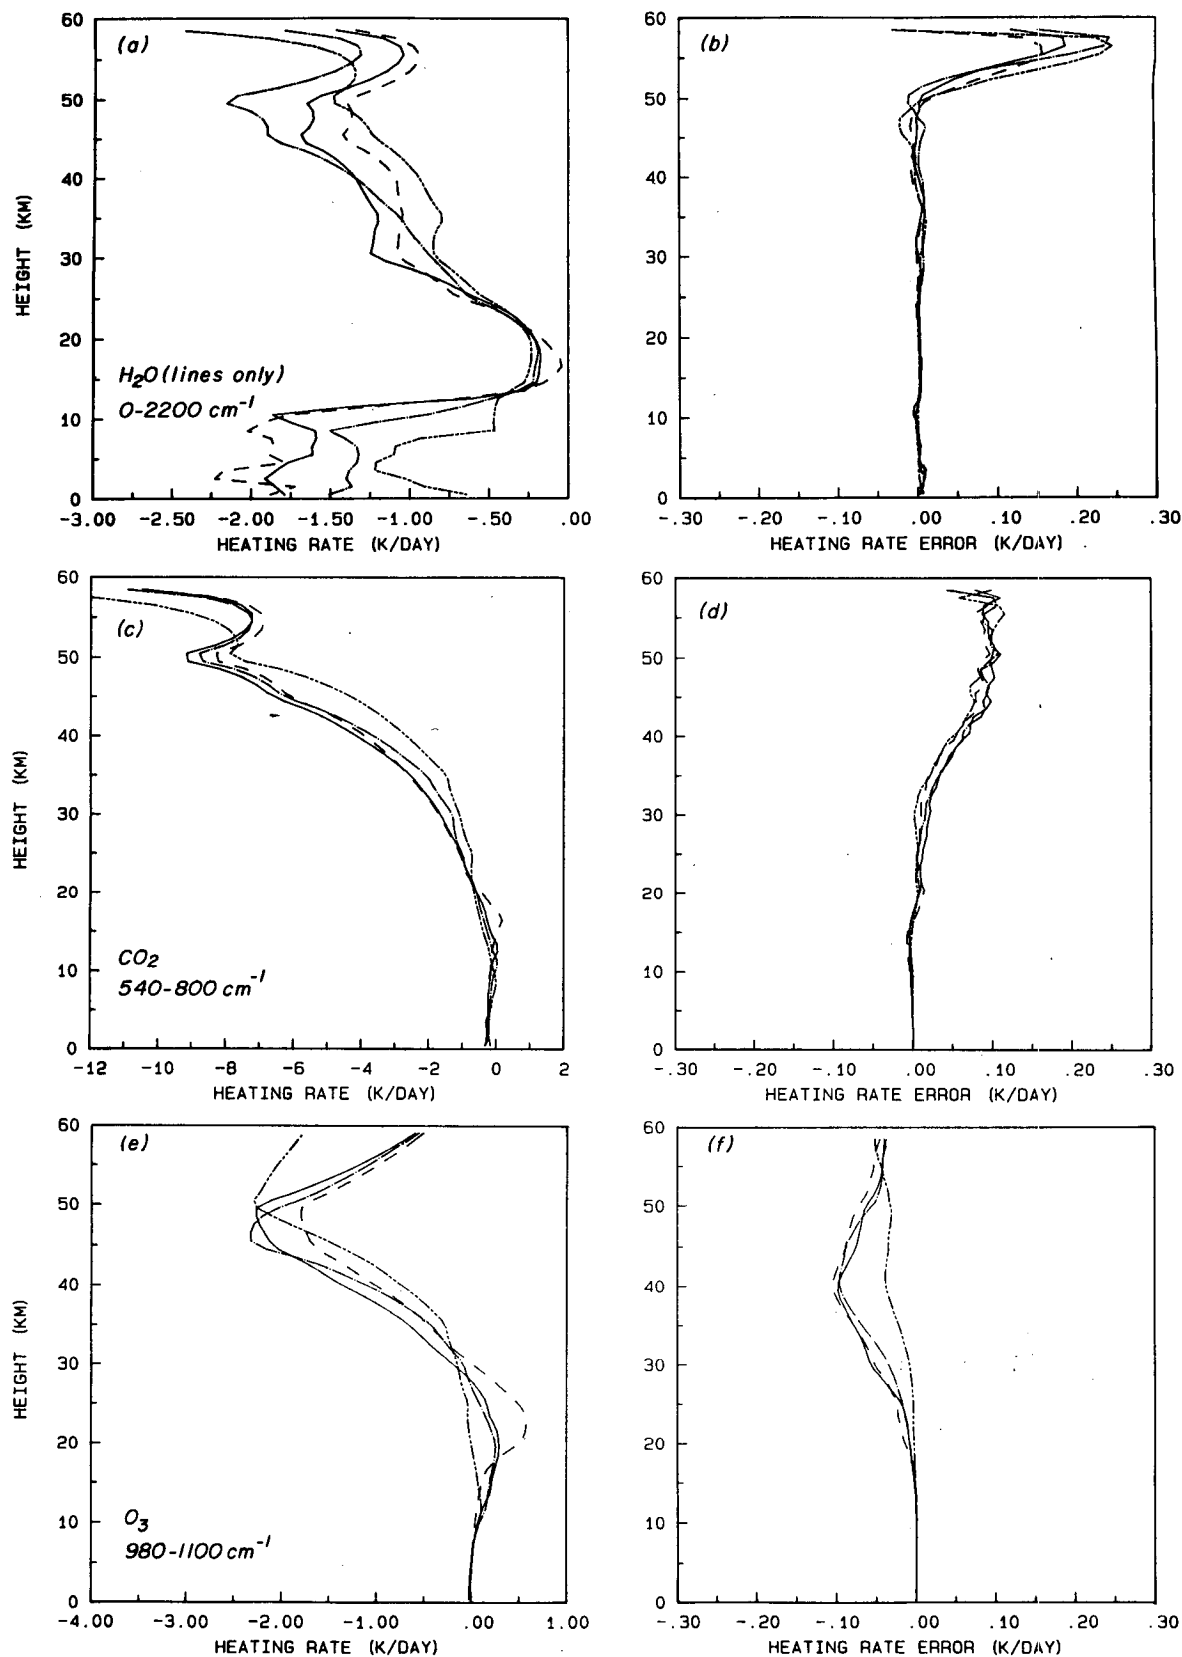 (a)
60
50
40
30
20
10
0
HEIGHT (KM)
H2O (lines only)
0-2200 cm-1
-3.00 -2.50 -2.00 -1.50 -1.00 -.50 .00
HEATING RATE (K/DAY)
(b)
60
50
40
30
20
10
0
HEIGHT (KM)
-.30 -.20 -.10 .00 .10 .20 .30
HEATING RATE ERROR (K/DAY)
(c)
60
50
40
30
20
10
0
HEIGHT (KM)
CO2
540-800 cm-1
-12 -10 -8 -6 -4 -2 0 2
HEATING RATE (K/DAY)
(d)
60
50
40
30
20
10
0
HEIGHT (KM)
-.30 -.20 -.10 .00 .10 .20 .30
HEATING RATE ERROR (K/DAY)
(e)
60
50
40
30
20
10
0
HEIGHT (KM)
O3
980-1100 cm-1
-4.00 -3.00 -2.00 -1.00 .00 1.00
HEATING RATE (K/DAY)
(f)
60
50
40
30
20
10
0
-.30 -.20 -.10 .00 .10 .20 .30
HEATING RATE ERROR (K/DAY)